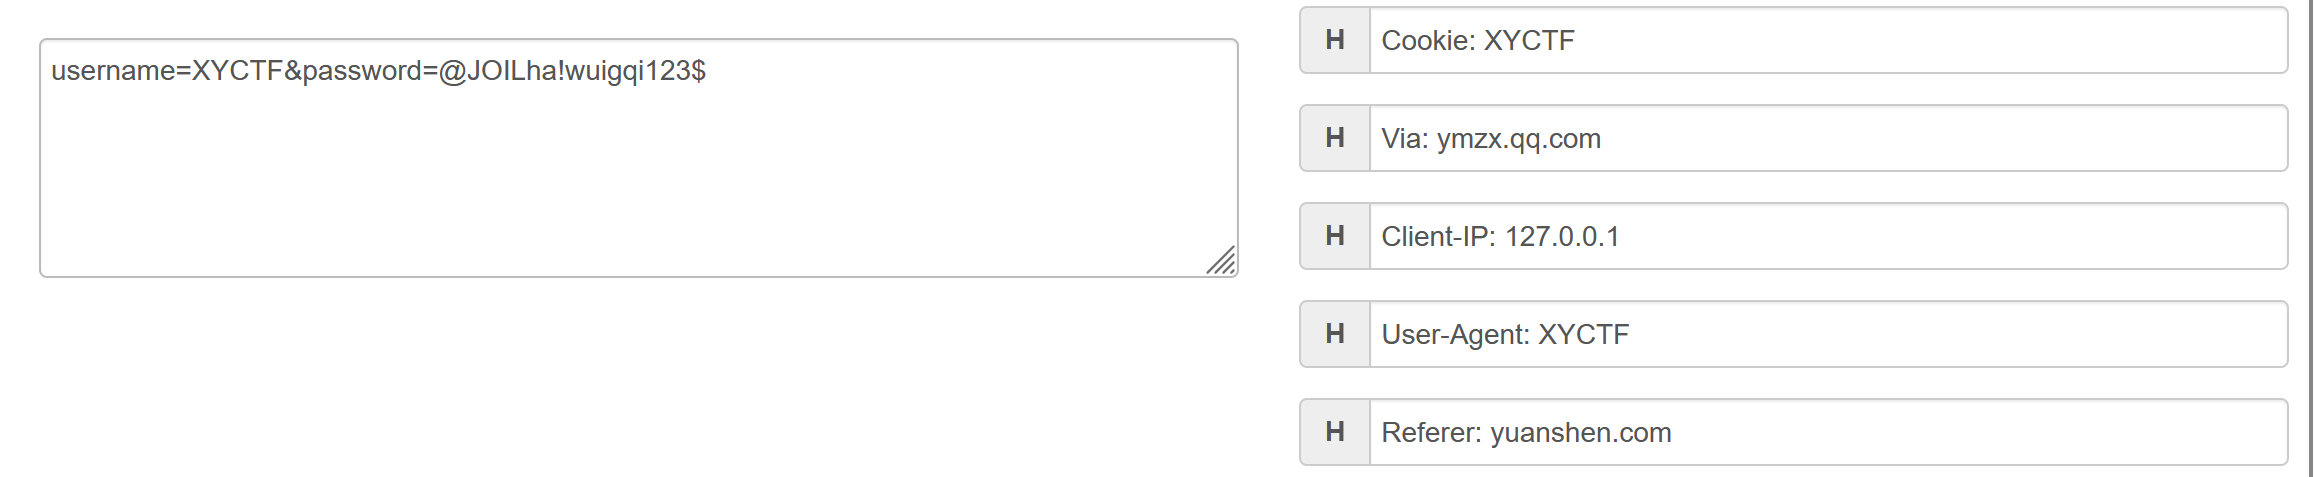 username=XYCTF&password=@JOILha!wuigqi123$
H Cookie: XYCTF
H Via: ymzx.qq.com
H Client-IP: 127.0.0.1
H User-Agent: XYCTF
H Referer: yuanshen.com